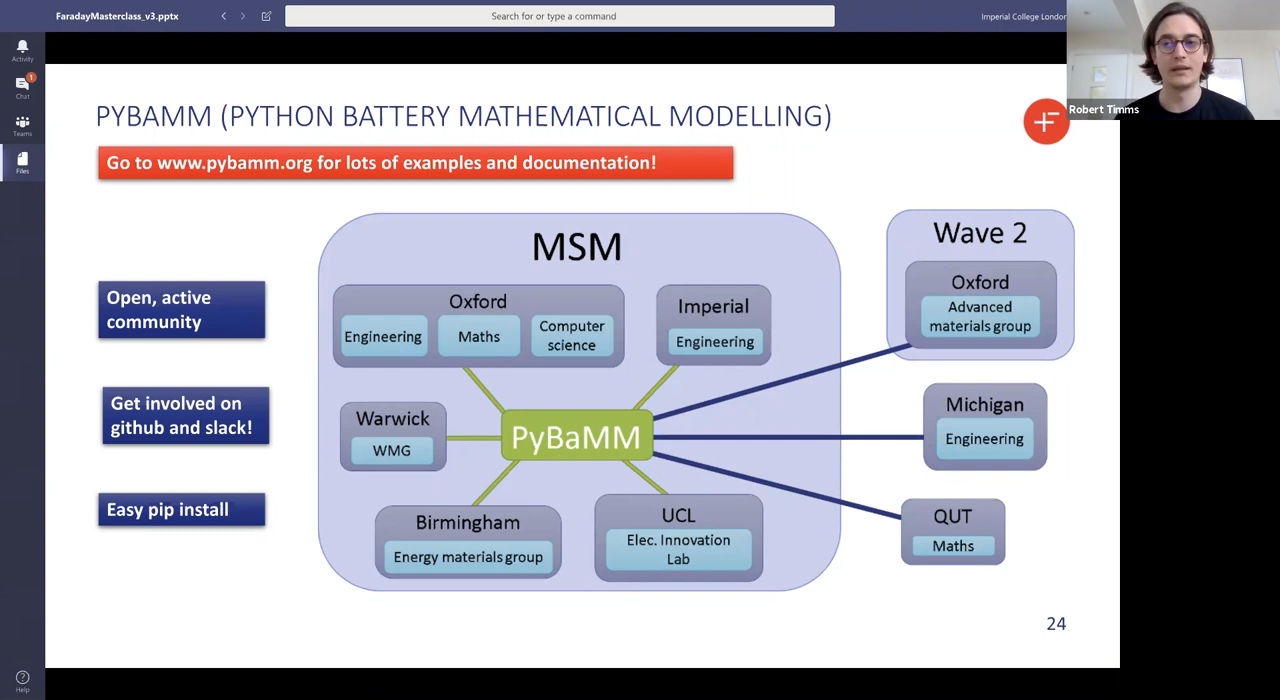 FaradayMasterclass_v3.pptx
Search for or type a command
Imperial College London
Activity
1
Chat
Teams
Files
Help
Robert Timms
PYBAMM (PYTHON BATTERY MATHEMATICAL MODELLING)
Go to www.pybamm.org for lots of examples and documentation!
Open, active
community
Get involved on
github and slack!
Easy pip install
MSM
Oxford
Engineering
Maths
Computer
science
Imperial
Engineering
Warwick
WMG
PyBaMM
Birmingham
Energy materials group
UCL
Elec. Innovation
Lab
Wave 2
Oxford
Advanced
materials group
Michigan
Engineering
QUT
Maths
24